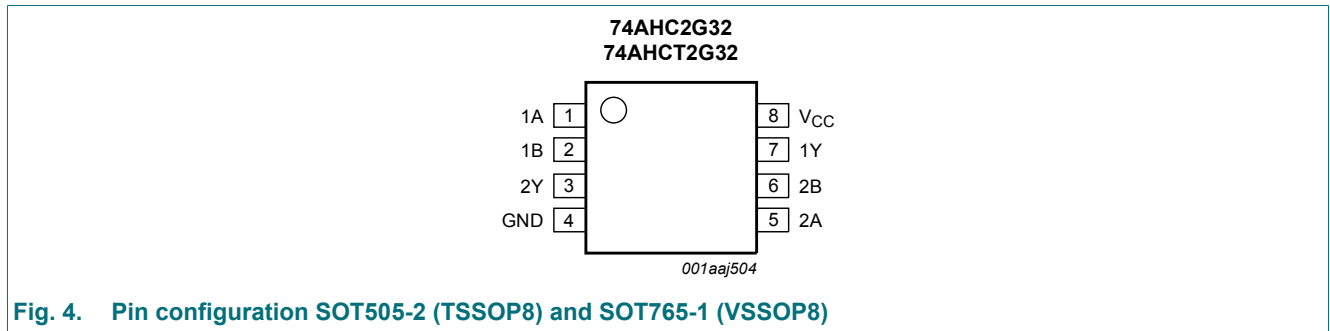 74AHC2G32
74AHCT2G32
1A 1 8 VCC
1B 2 7 1Y
2Y 3 6 2B
GND 4 5 2A
001aaj504
Fig. 4. Pin configuration SOT505-2 (TSSOP8) and SOT765-1 (VSSOP8)